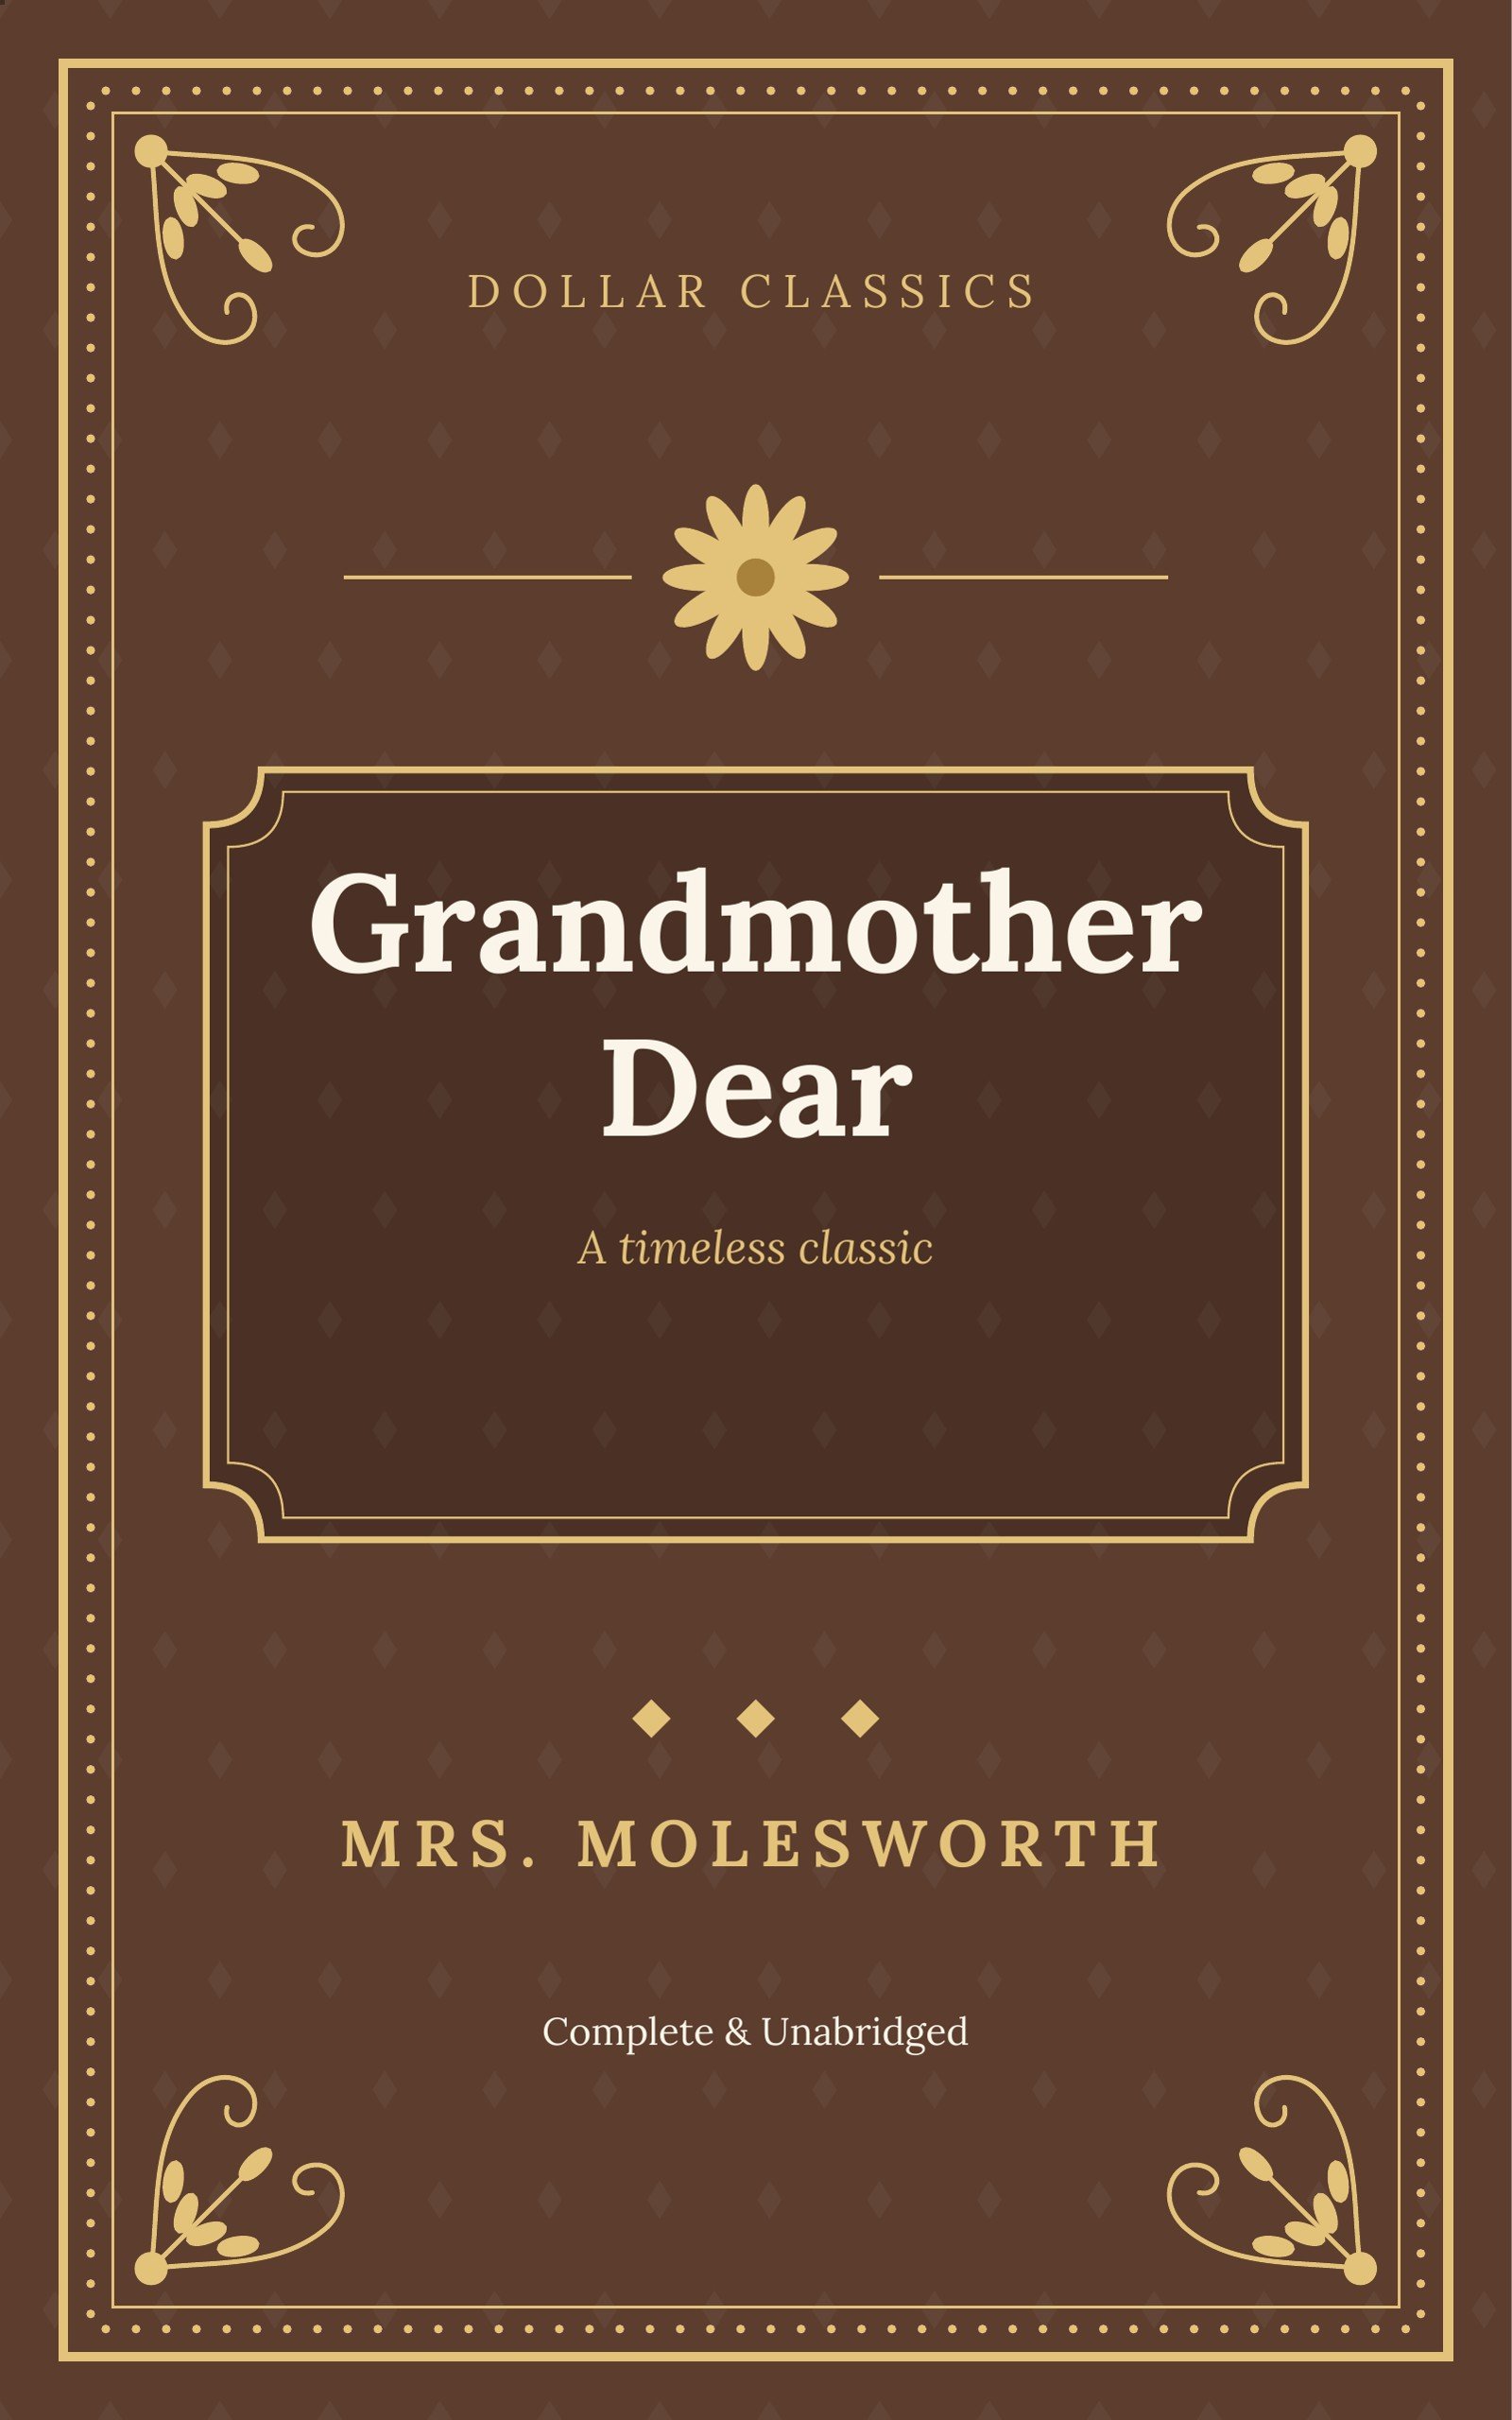 DOLLAR CLASSICS
Grandmother
Dear
A timeless classic
MRS. MOLESWORTH
Complete & Unabridged